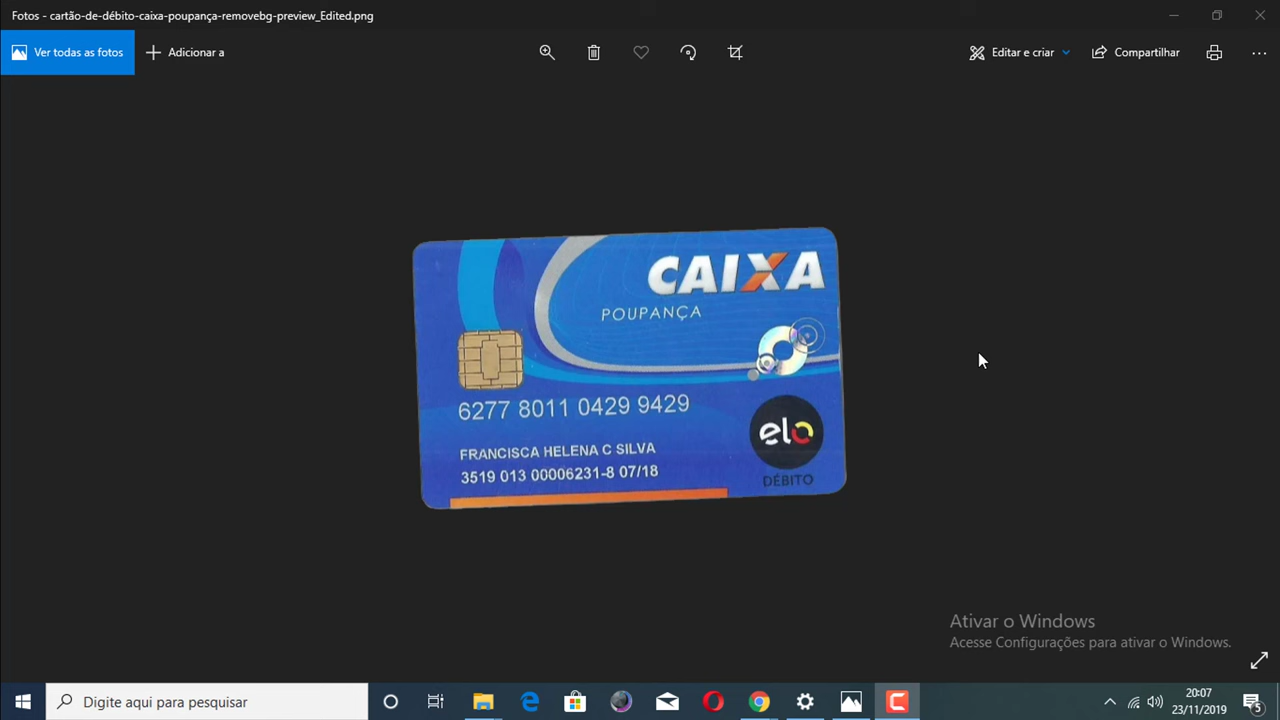 Fotos - cartão-de-débito-caixa-poupança-removebg-preview_Edited.png
Ver todas as fotos
Adicionar a
Editar e criar
Compartilhar
CAIXA
POUPANÇA
6277 8011 0429 9429
elo
FRANCISCA HELENA C SILVA
3519 013 00006231-8 07/18
DÉBITO
Ativar o Windows
Acesse Configurações para ativar o Windows.
Digite aqui para pesquisar
20:07
23/11/2019
5